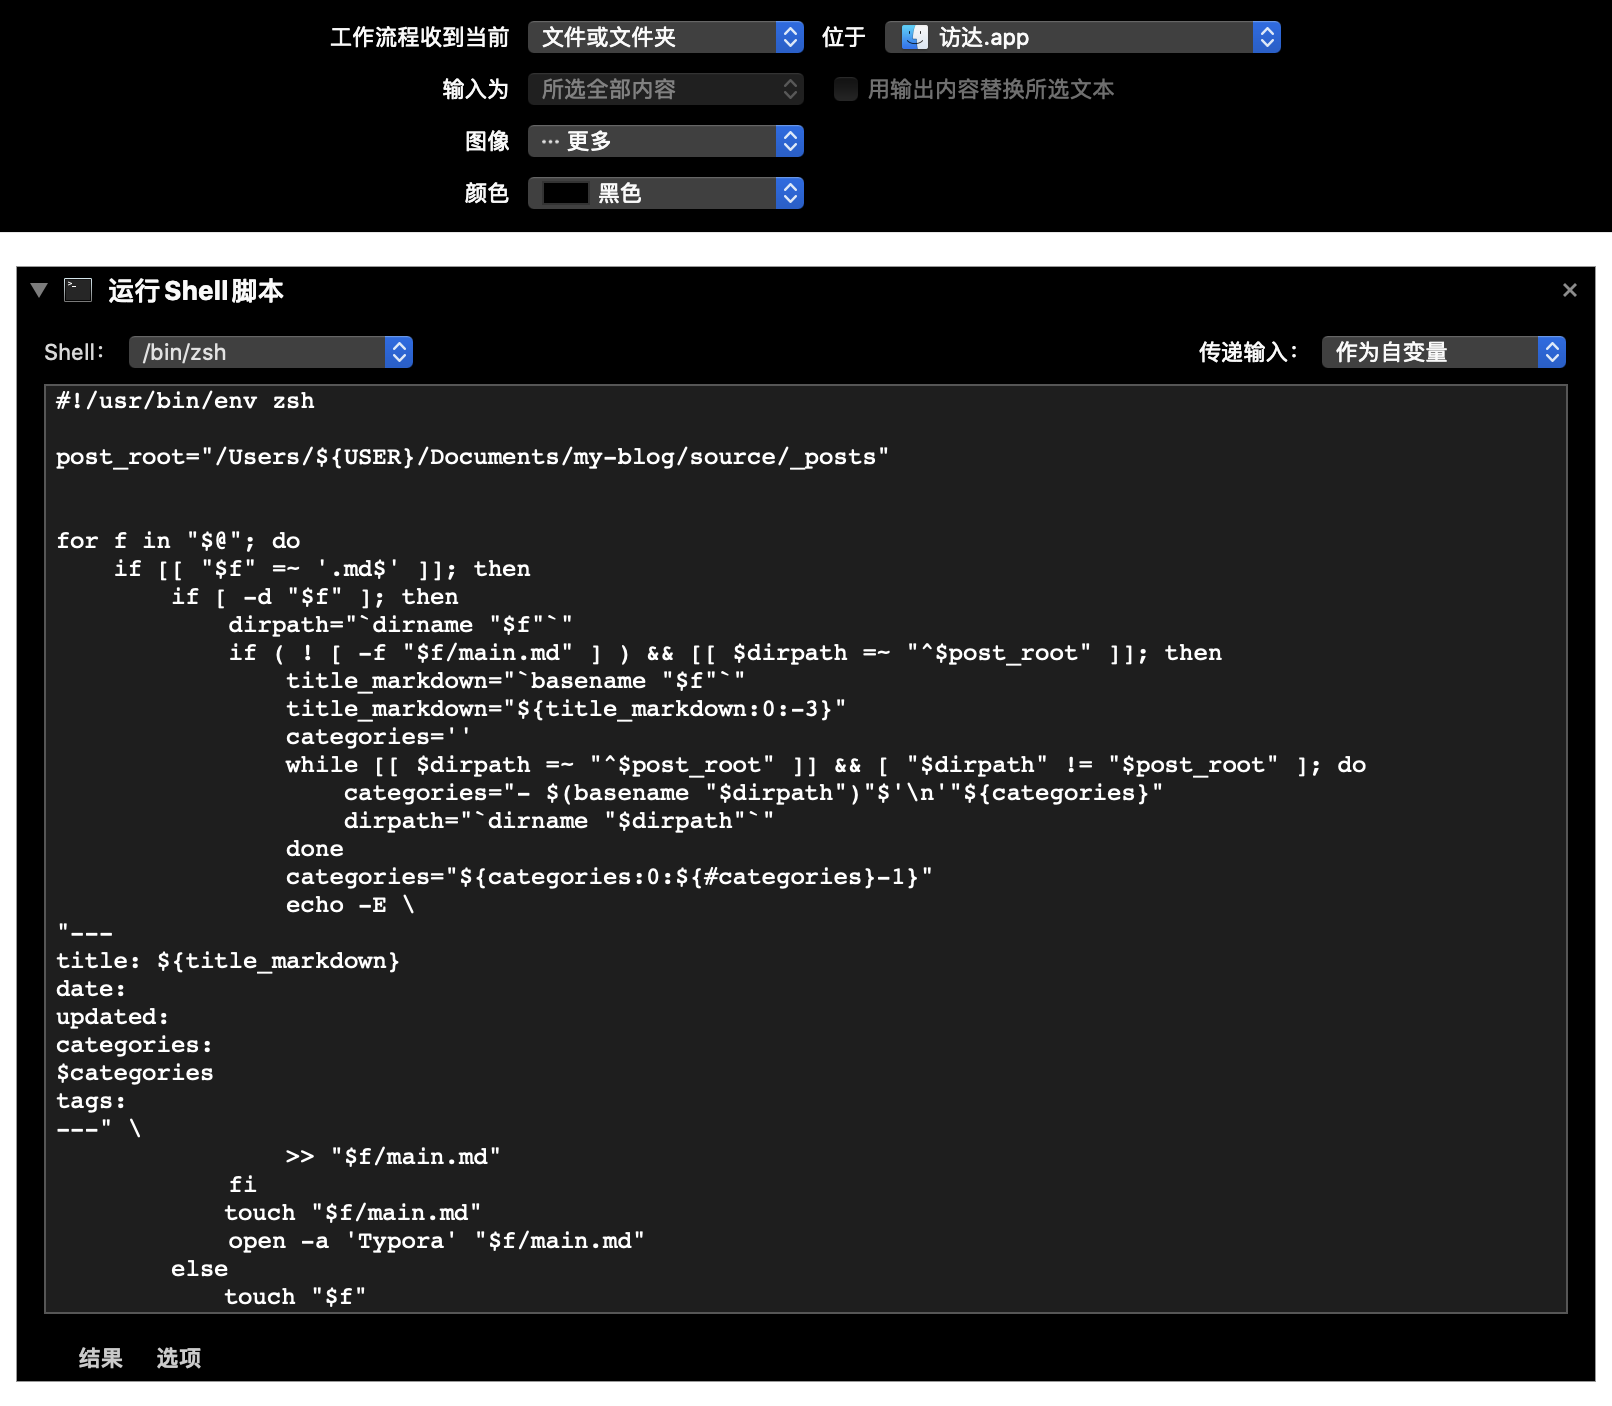 工作流程收到当前 文件或文件夹 位于 访达.app
输入为 所选全部内容 用输出内容替换所选文本
图像 ··· 更多
颜色 黑色
运行Shell脚本
Shell: /bin/zsh 传递输入: 作为自变量
#!/usr/bin/env zsh
post_root="/Users/${USER}/Documents/my-blog/source/_posts"
for f in "$@"; do
    if [[ "$f" =~ '.md$' ]]; then
        if [ -d "$f" ]; then
            dirpath="`dirname "$f"`"
            if ( ! [ -f "$f/main.md" ] ) && [[ $dirpath =~ "^$post_root" ]]; then
                title_markdown="`basename "$f"`"
                title_markdown="${title_markdown:0:-3}"
                categories=''
                while [[ $dirpath =~ "^$post_root" ]] && [ "$dirpath" != "$post_root" ]; do
                    categories="- $(basename "$dirpath")"$'\n'"${categories}"
                    dirpath="`dirname "$dirpath"`"
                done
                categories="${categories:0:${#categories}-1}"
                echo -E \
"---
title: ${title_markdown}
date:
updated:
categories:
$categories
tags:
---" \
                >> "$f/main.md"
            fi
            touch "$f/main.md"
            open -a 'Typora' "$f/main.md"
        else
            touch "$f"
结果 选项